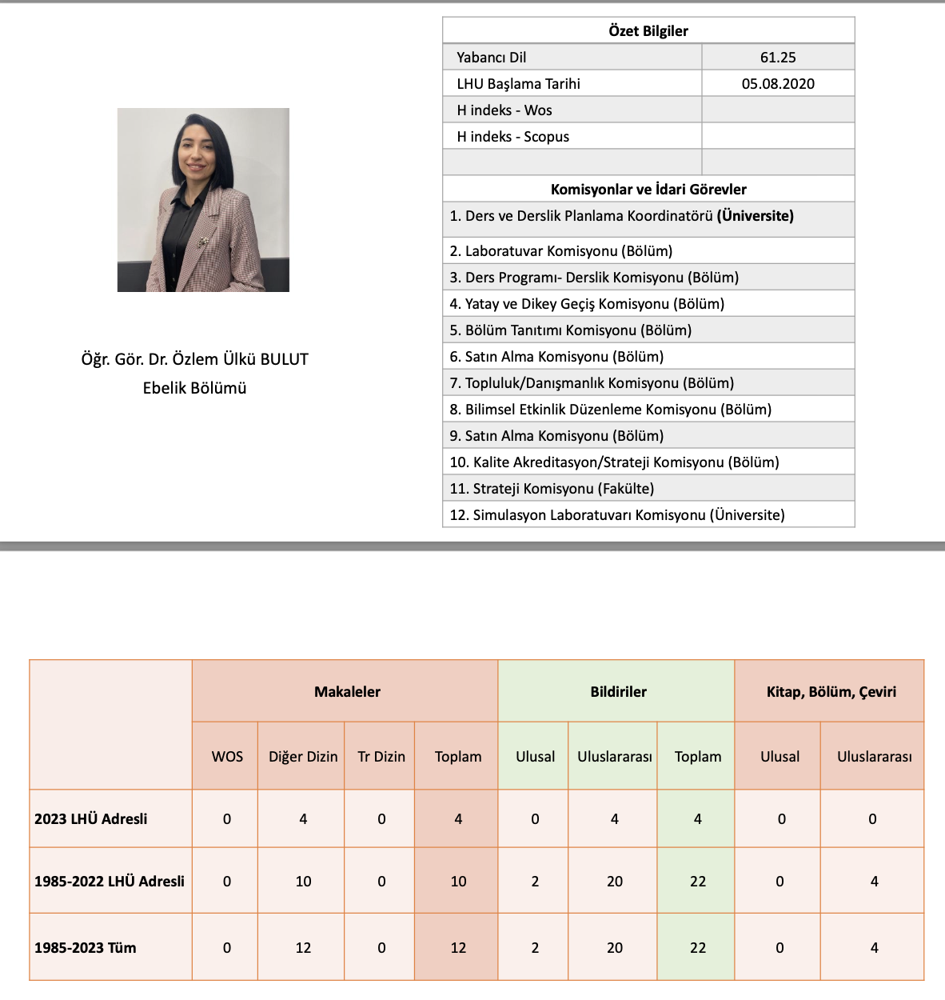 Özet Bilgiler
Yabancı Dil 61.25
LHU Başlama Tarihi 05.08.2020
H indeks - Wos
H indeks - Scopus
Komisyonlar ve İdari Görevler
1. Ders ve Derslik Planlama Koordinatörü (Üniversite)
2. Laboratuvar Komisyonu (Bölüm)
3. Ders Programı- Derslik Komisyonu (Bölüm)
4. Yatay ve Dikey Geçiş Komisyonu (Bölüm)
5. Bölüm Tanıtımı Komisyonu (Bölüm)
6. Satın Alma Komisyonu (Bölüm)
7. Topluluk/Danışmanlık Komisyonu (Bölüm)
8. Bilimsel Etkinlik Düzenleme Komisyonu (Bölüm)
9. Satın Alma Komisyonu (Bölüm)
10. Kalite Akreditasyon/Strateji Komisyonu (Bölüm)
11. Strateji Komisyonu (Fakülte)
12. Simulasyon Laboratuvarı Komisyonu (Üniversite)
Öğr. Gör. Dr. Özlem Ülkü BULUT
Ebelik Bölümü
Makaleler Bildiriler Kitap, Bölüm, Çeviri
WOS Diğer Dizin Tr Dizin Toplam Ulusal Uluslararası Toplam Ulusal Uluslararası
2023 LHÜ Adresli 0 4 0 4 0 4 4 0 0
1985-2022 LHÜ Adresli 0 10 0 10 2 20 22 0 4
1985-2023 Tüm 0 12 0 12 2 20 22 0 4